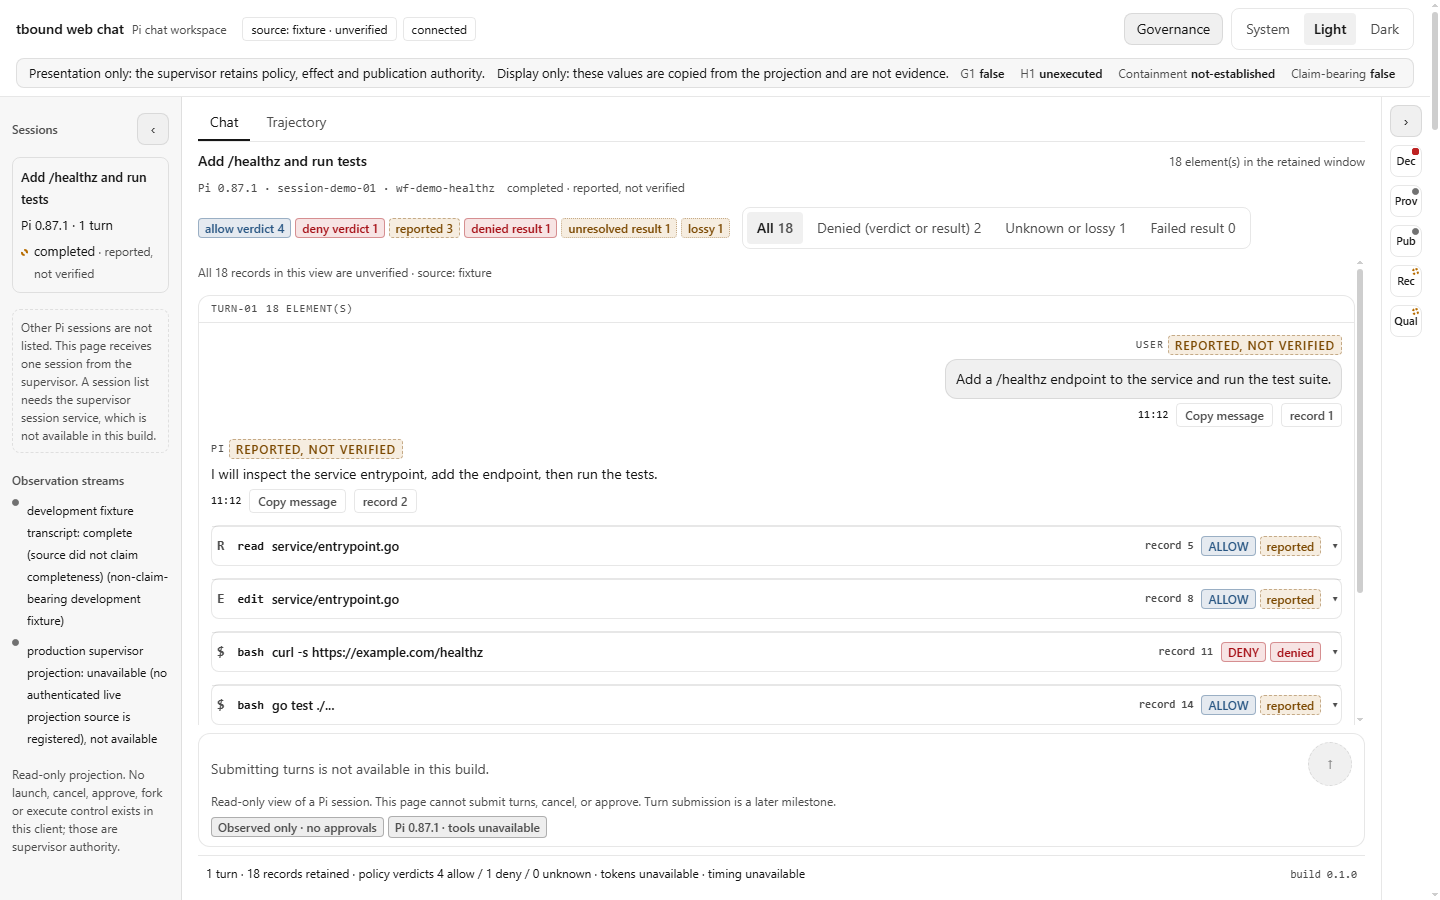 tbound web chat Pi chat workspace source: fixture · unverified connected Governance System Light Dark
Presentation only: the supervisor retains policy, effect and publication authority. Display only: these values are copied from the projection and are not evidence. G1 false H1 unexecuted Containment not-established Claim-bearing false
Sessions ‹
Add /healthz and run
tests
Pi 0.87.1 · 1 turn
completed · reported,
not verified
Other Pi sessions are not
listed. This page receives
one session from the
supervisor. A session list
needs the supervisor
session service, which is
not available in this build.
Observation streams
development fixture
transcript: complete
(source did not claim
completeness) (non-claim-
bearing development
fixture)
production supervisor
projection: unavailable (no
authenticated live
projection source is
registered), not available
Read-only projection. No
launch, cancel, approve, fork
or execute control exists in
this client; those are
supervisor authority.
Chat Trajectory
Add /healthz and run tests 18 element(s) in the retained window
Pi 0.87.1 · session-demo-01 · wf-demo-healthz completed · reported, not verified
allow verdict 4 deny verdict 1 reported 3 denied result 1 unresolved result 1 lossy 1 All 18 Denied (verdict or result) 2 Unknown or lossy 1 Failed result 0
All 18 records in this view are unverified · source: fixture
TURN-01 18 ELEMENT(S)
USER REPORTED, NOT VERIFIED
Add a /healthz endpoint to the service and run the test suite.
11:12 Copy message record 1
PI REPORTED, NOT VERIFIED
I will inspect the service entrypoint, add the endpoint, then run the tests.
11:12 Copy message record 2
R read service/entrypoint.go record 5 ALLOW reported ▾
E edit service/entrypoint.go record 8 ALLOW reported ▾
$ bash curl -s https://example.com/healthz record 11 DENY denied ▾
$ bash go test ./... record 14 ALLOW reported ▾
Submitting turns is not available in this build. ↑
Read-only view of a Pi session. This page cannot submit turns, cancel, or approve. Turn submission is a later milestone.
Observed only · no approvals Pi 0.87.1 · tools unavailable
1 turn · 18 records retained · policy verdicts 4 allow / 1 deny / 0 unknown · tokens unavailable · timing unavailable build 0.1.0
›
Dec
Prov
Pub
Rec
Qual